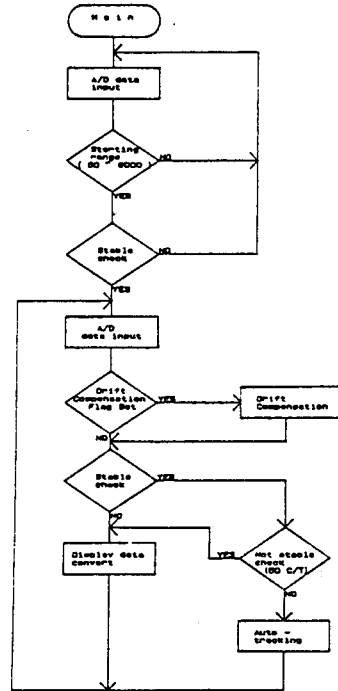 Main
A/D data
input
Starting
range
NO
YES
Stable
check
NO
YES
A/D
data input
Drift
Compensation
Flag Set
YES
Drift
Compensation
NO
Stable
check
YES
NO
Display data
convert
YES
Not stable
check
(50 C/T)
NO
Auto -
tracking